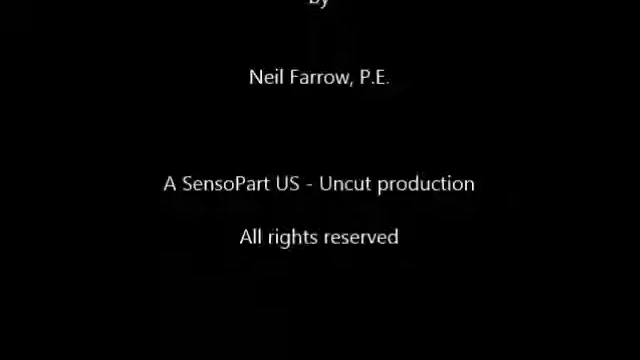 by
Neil Farrow, P.E.
A SensoPart US - Uncut production
All rights reserved